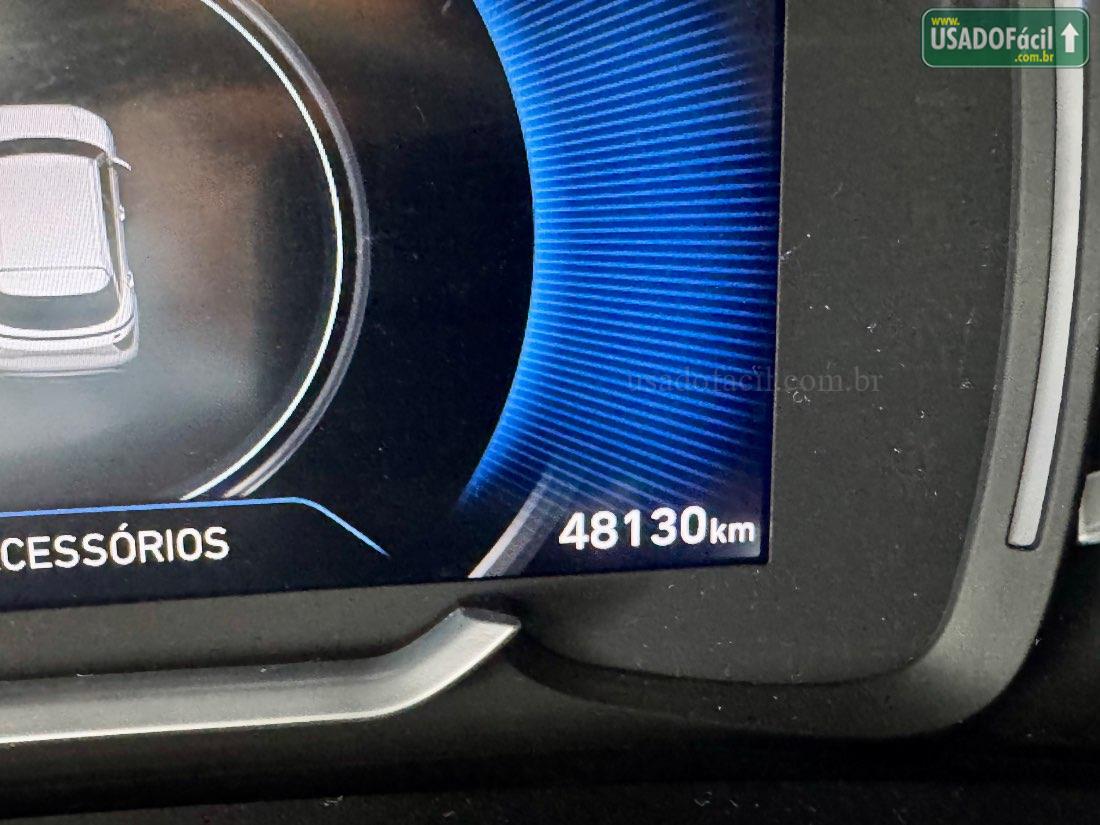 www.
USADOFácil
.com.br
usadofacil.com.br
48130km
CESSÓRIOS